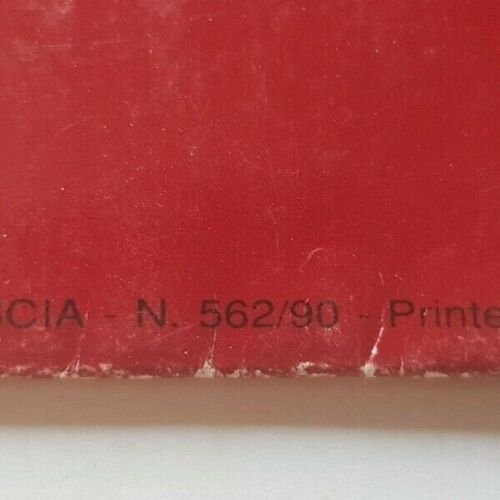 SCIA - N. 562/90 - Printe